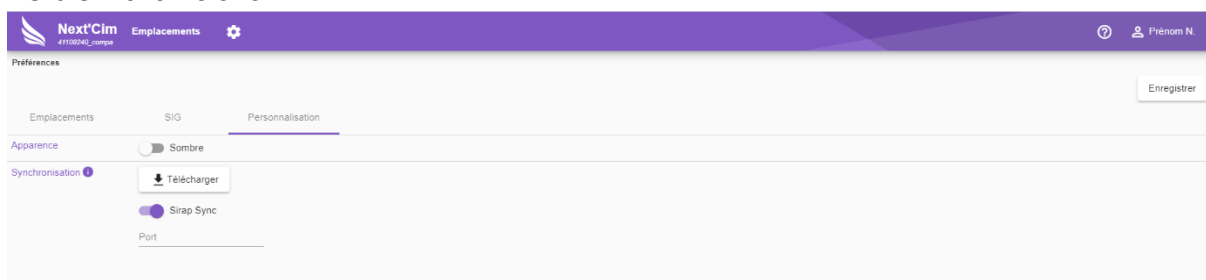 Next'Cim Emplacements Prénom N.
41108240_compa
Préférences
Enregistrer
Emplacements SIG Personnalisation
Apparence Sombre
Synchronisation Télécharger
Sirap Sync
Port